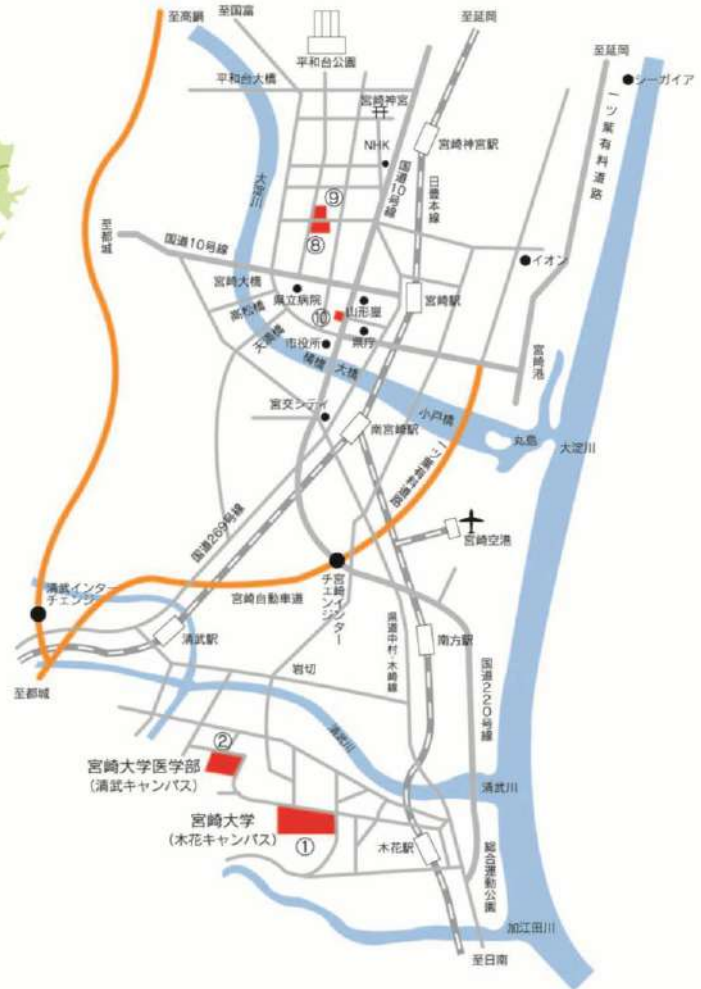 至高鍋
至国富
至延岡
平和台公園
至延岡
シーガイア
平和台大橋
宮崎神宮
一ツ葉有料道路
宮崎神宮駅
NHK
国道10号線
日豊本線
大淀川
⑨
至都城
国道10号線
⑧
イオン
宮崎大橋
県立病院
宮崎駅
高松橋
⑩
山形屋
天満橋
市役所
県庁
宮崎港
橘橋
大橋
宮交シティ
小戸橋
南宮崎駅
丸島
大淀川
一ツ葉有料道路
国道269号線
宮崎空港
清武インター
チェンジ
宮崎自動車道
宮崎インター
チェンジ
清武駅
県道中村・木崎線
南方駅
岩切
国道220号線
至都城
清武川
②
宮崎大学医学部
(清武キャンパス)
清武川
宮崎大学
(木花キャンパス)
①
木花駅
総合運動公園
加江田川
至日南